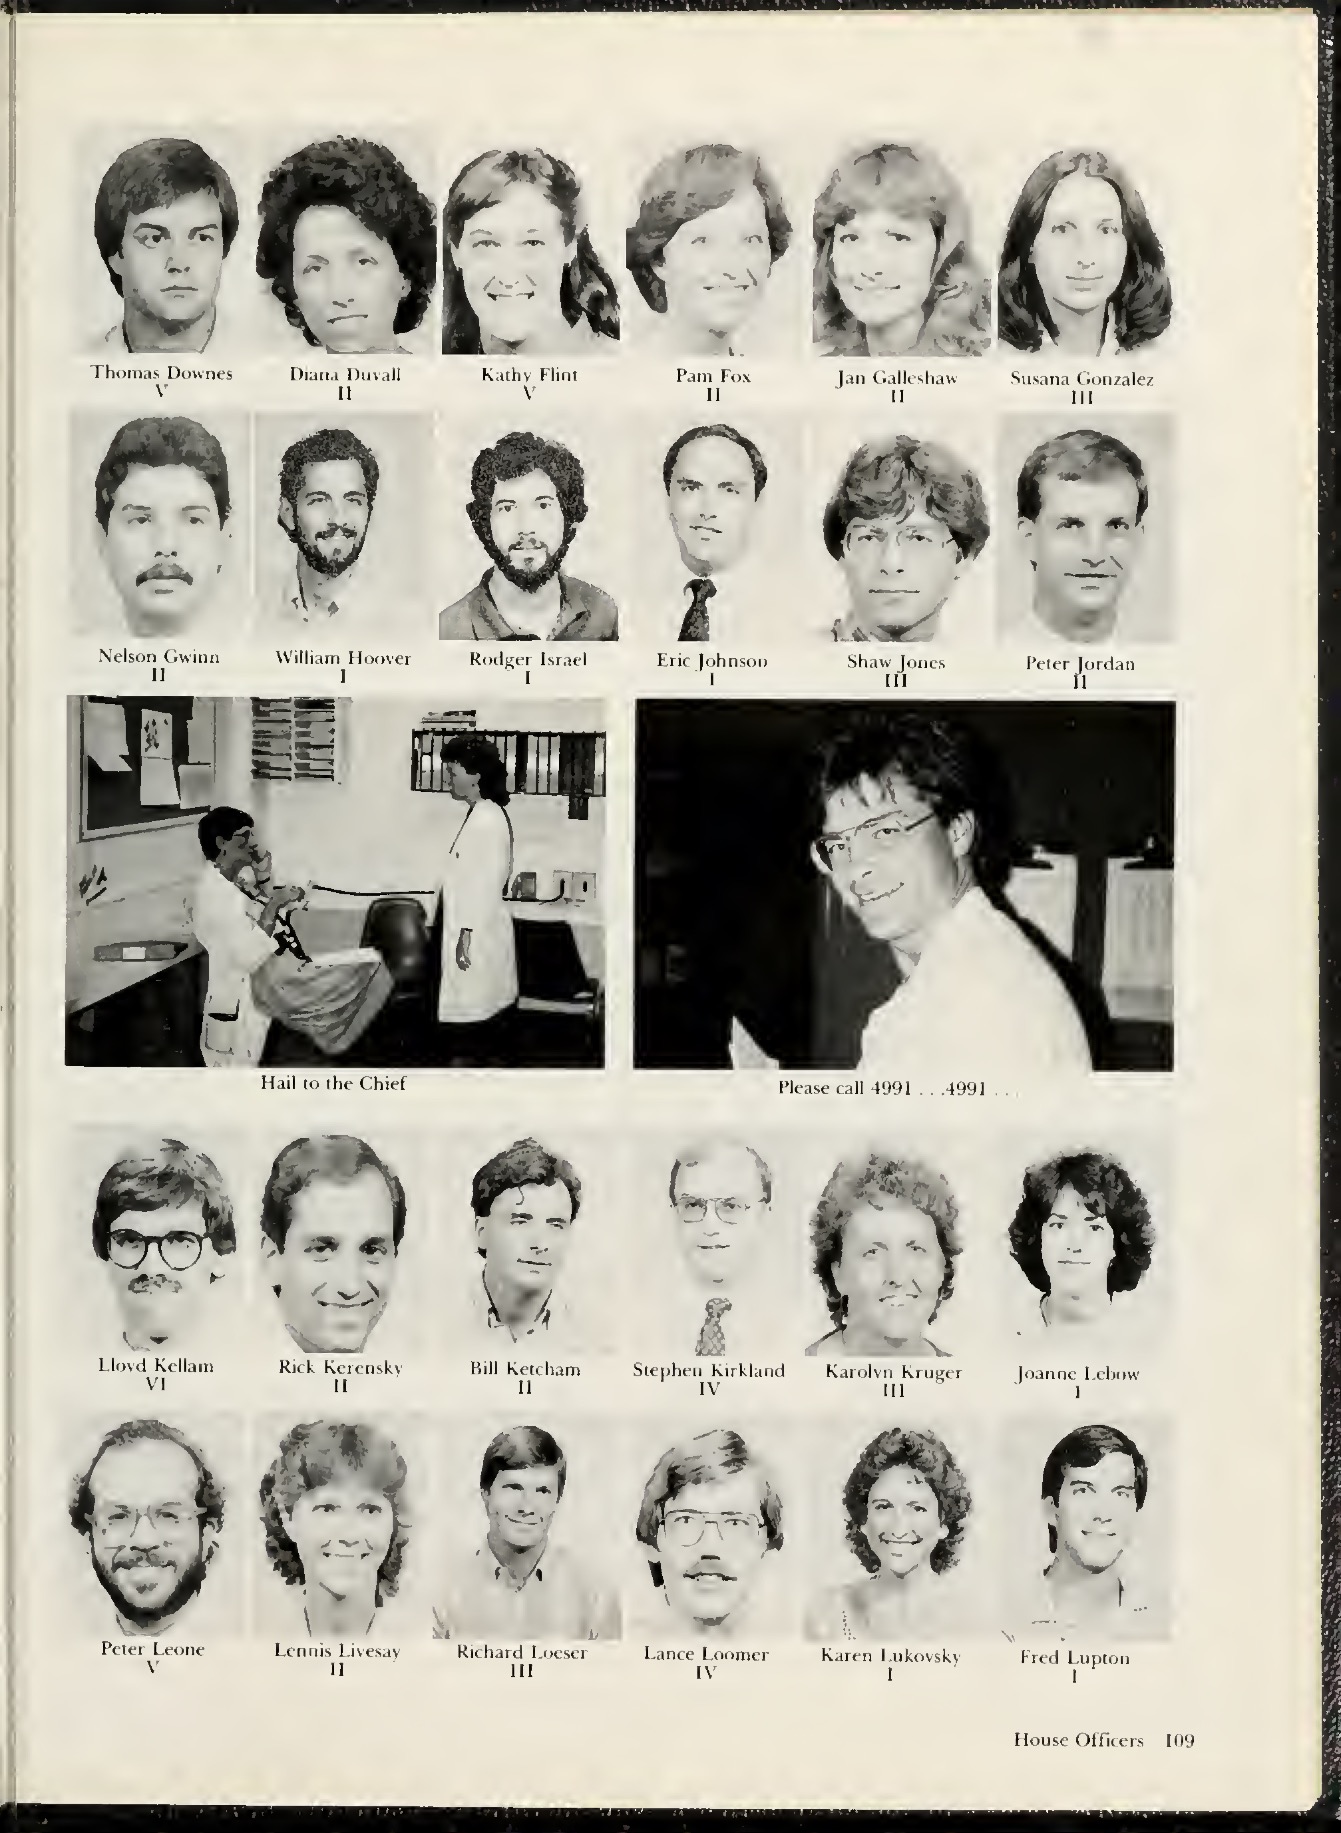 Thomas Downes
V
Diana Duvall
II
Kathy Flint
V
Pam Fox
II
Jan Galleshaw
II
Susana Gonzalez
III
Nelson Gwinn
II
William Hoover
I
Rodger Israel
I
Eric Johnson
I
Shaw Jones
III
Peter Jordan
II
Hail to the Chief
Please call 4991 . . .4991 . . .
Lloyd Kellam
VI
Rick Kerensky
II
Bill Ketcham
II
Stephen Kirkland
IV
Karolyn Kruger
III
Joanne Lebow
I
Peter Leone
V
Lennis Livesay
II
Richard Loeser
III
Lance Loomer
IV
Karen Lukovsky
I
Fred Lupton
I
House Officers 109